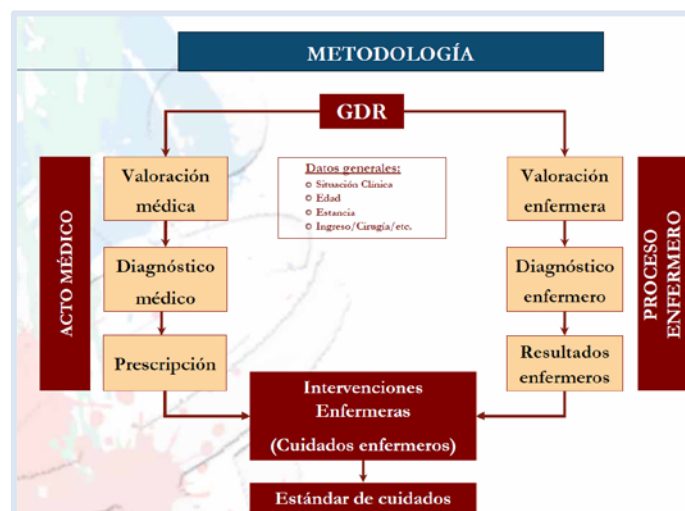 METODOLOGÍA
GDR
ACTO MÉDICO
Valoración
médica
Diagnóstico
médico
Prescripción
Datos generales:
Situación Clínica
Edad
Estancia
Ingreso/Cirugía/etc.
Valoración
enfermera
Diagnóstico
enfermero
Resultados
enfermeros
PROCESO
ENFERMERO
Intervenciones
Enfermeras
(Cuidados enfermeros)
Estándar de cuidados